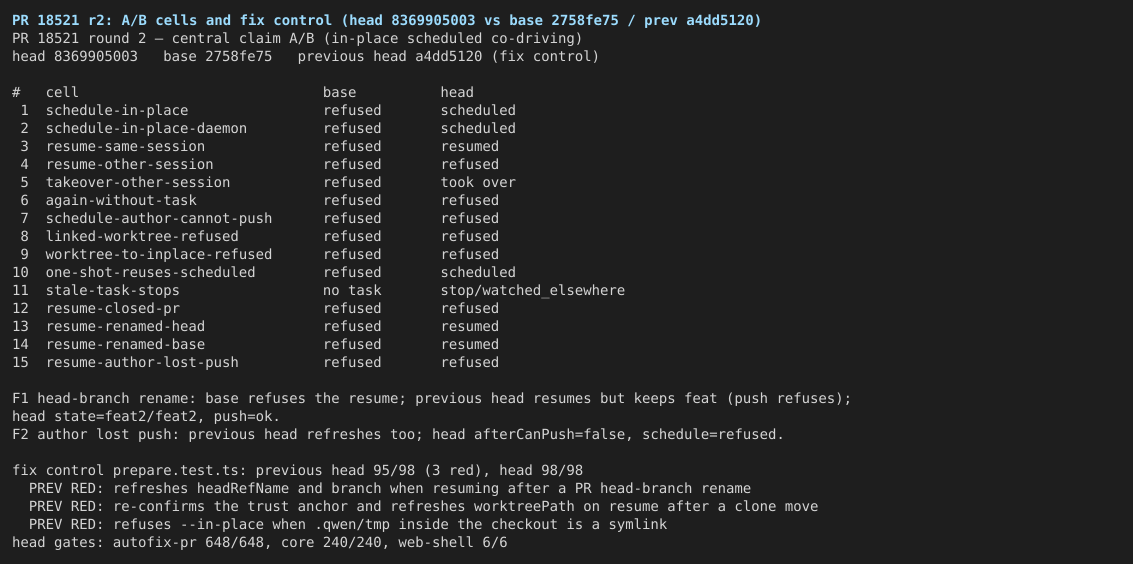 PR 18521 r2: A/B cells and fix control (head 8369905003 vs base 2758fe75 / prev a4dd5120)
PR 18521 round 2 — central claim A/B (in-place scheduled co-driving)
head 8369905003   base 2758fe75   previous head a4dd5120 (fix control)
#   cell                             base          head
 1  schedule-in-place                refused       scheduled
 2  schedule-in-place-daemon         refused       scheduled
 3  resume-same-session              refused       resumed
 4  resume-other-session             refused       refused
 5  takeover-other-session           refused       took over
 6  again-without-task               refused       refused
 7  schedule-author-cannot-push      refused       refused
 8  linked-worktree-refused          refused       refused
 9  worktree-to-inplace-refused      refused       refused
10  one-shot-reuses-scheduled        refused       scheduled
11  stale-task-stops                 no task       stop/watched_elsewhere
12  resume-closed-pr                 refused       refused
13  resume-renamed-head              refused       resumed
14  resume-renamed-base              refused       resumed
15  resume-author-lost-push          refused       refused
F1 head-branch rename: base refuses the resume; previous head resumes but keeps feat (push refuses);
head state=feat2/feat2, push=ok.
F2 author lost push: previous head refreshes too; head afterCanPush=false, schedule=refused.
fix control prepare.test.ts: previous head 95/98 (3 red), head 98/98
  PREV RED: refreshes headRefName and branch when resuming after a PR head-branch rename
  PREV RED: re-confirms the trust anchor and refreshes worktreePath on resume after a clone move
  PREV RED: refuses --in-place when .qwen/tmp inside the checkout is a symlink
head gates: autofix-pr 648/648, core 240/240, web-shell 6/6